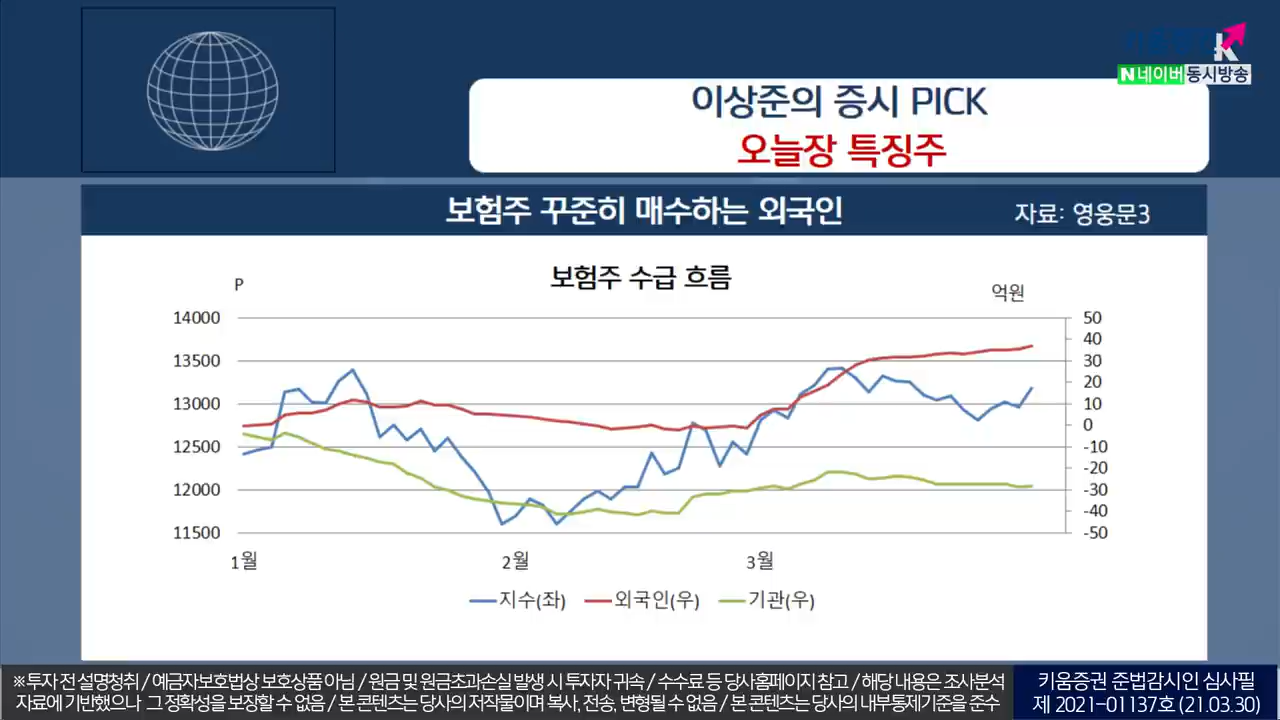 키움증권
K
N네이버 동시방송
이상준의 증시 PICK
오늘장 특징주
보험주 꾸준히 매수하는 외국인
자료: 영웅문3
보험주 수급 흐름
P
억원
14000
13500
13000
12500
12000
11500
50
40
30
20
10
0
-10
-20
-30
-40
-50
1월
2월
3월
지수(좌)
외국인(우)
기관(우)
※투자 전 설명청취 / 예금자보호법상 보호상품 아님 / 원금 및 원금초과손실 발생 시 투자자 귀속 / 수수료 등 당사홈페이지 참고 / 해당 내용은 조사분석
자료에 기반했으나 그 정확성을 보장할 수 없음 / 본 콘텐츠는 당사의 저작물이며 복사, 전송, 변형될 수 없음 / 본 콘텐츠는 당사의 내부통제기준을 준수
키움증권 준법감시인 심사필
제 2021-01137호 (21.03.30)